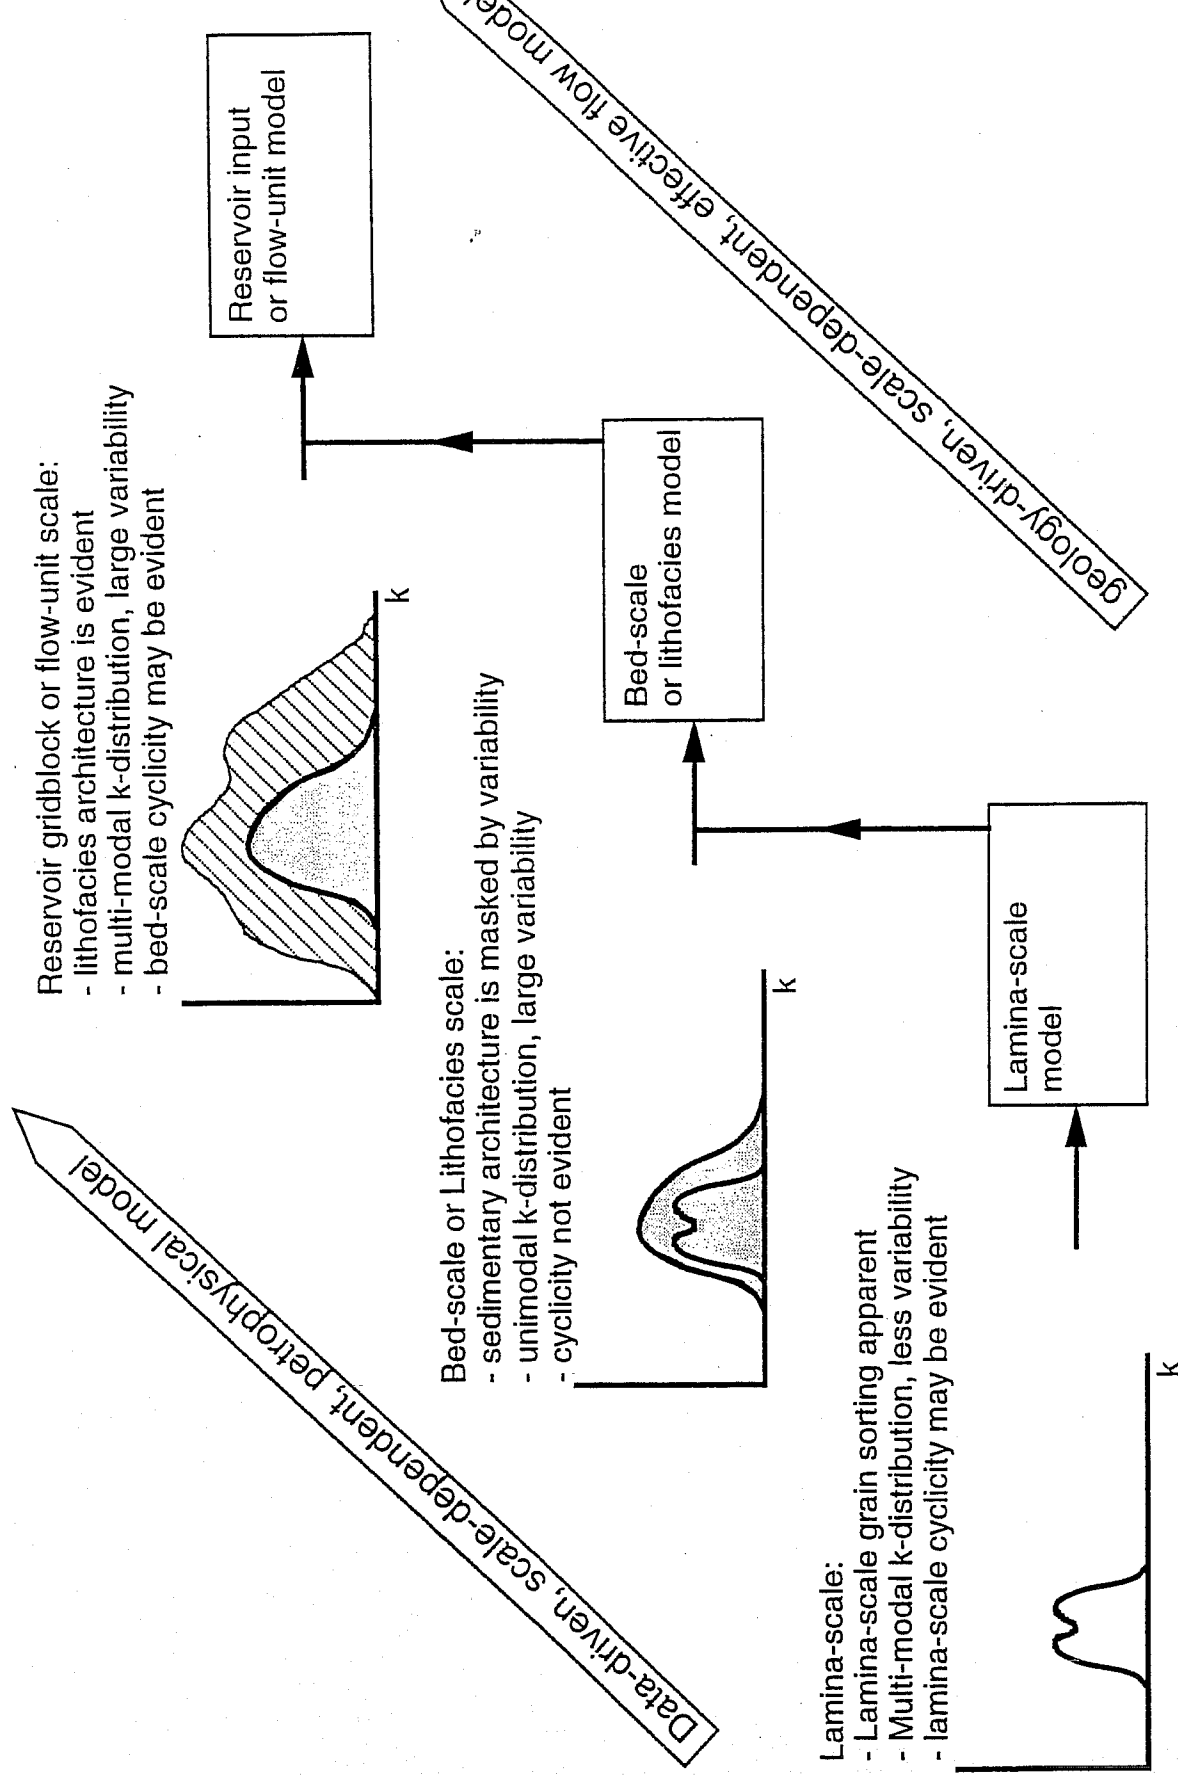 Reservoir gridblock or flow-unit scale:
- lithofacies architecture is evident
- multi-modal k-distribution, large variability
- bed-scale cyclicity may be evident
k
Reservoir input
or flow-unit model
Data-driven, scale-dependent, petrophysical model
Bed-scale or Lithofacies scale:
- sedimentary architecture is masked by variability
- unimodal k-distribution, large variability
- cyclicity not evident
k
Bed-scale
or lithofacies model
geology-driven, scale-dependent, effective flow model
Lamina-scale:
- Lamina-scale grain sorting apparent
- Multi-modal k-distribution, less variability
- lamina-scale cyclicity may be evident
k
Lamina-scale
model